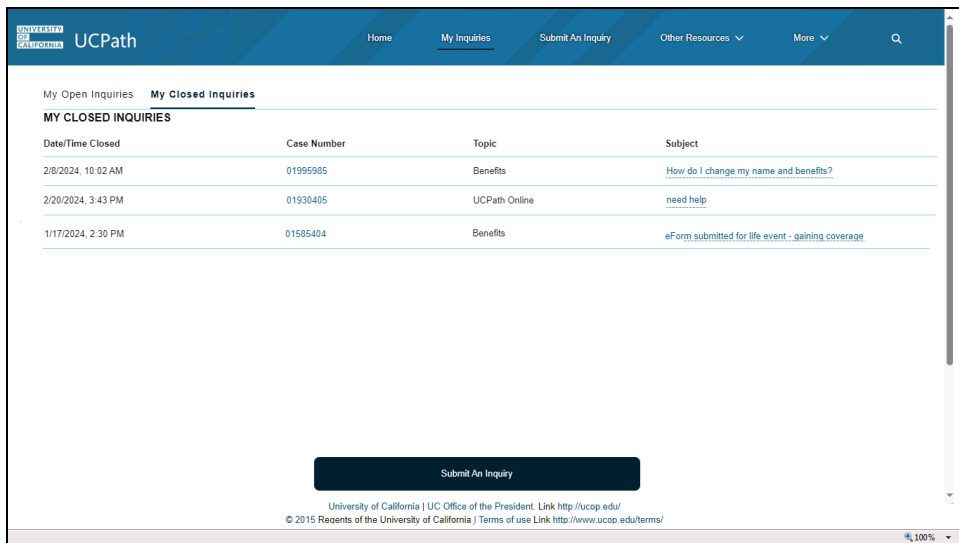 UNIVERSITY
OF
CALIFORNIA
UCPath Home My Inquiries Submit An Inquiry Other Resources More
My Open Inquiries My Closed Inquiries
MY CLOSED INQUIRIES
Date/Time Closed Case Number Topic Subject
2/8/2024, 10:02 AM 01995985 Benefits How do I change my name and benefits?
2/20/2024, 3:43 PM 01930405 UCPath Online need help
1/17/2024, 2:30 PM 01585404 Benefits eForm submitted for life event - gaining coverage
Submit An Inquiry
University of California | UC Office of the President. Link http://ucop.edu/
© 2015 Regents of the University of California | Terms of use Link http://www.ucop.edu/terms/
100%